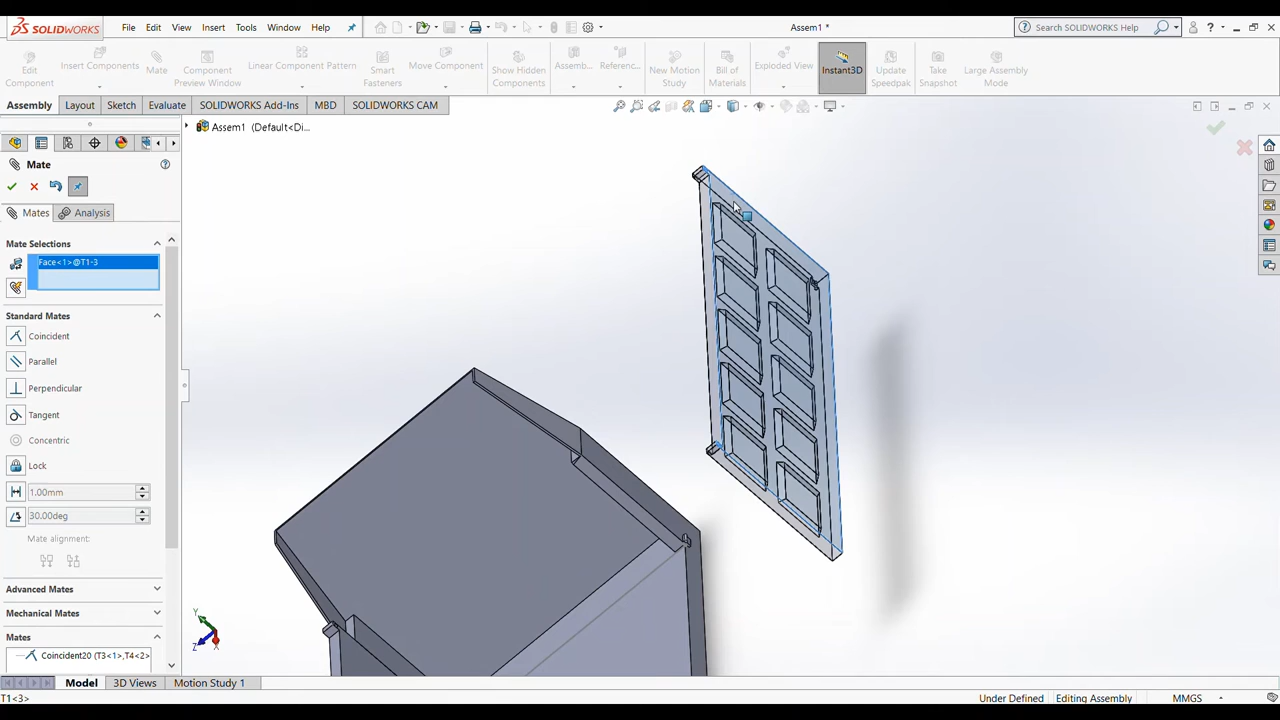 SOLIDWORKS File Edit View Insert Tools Window Help Assem1 * Search SOLIDWORKS Help
Edit Component Insert Components Mate Component Preview Window Linear Component Pattern Smart Fasteners Move Component Show Hidden Components Assemb... Referenc... New Motion Study Bill of Materials Exploded View Instant3D Update Speedpak Take Snapshot Large Assembly Mode
Assembly Layout Sketch Evaluate SOLIDWORKS Add-Ins MBD SOLIDWORKS CAM
Assem1 (Default<Di...
Mate
Mates Analysis
Mate Selections
Face<1>@T1-3
Standard Mates
Coincident
Parallel
Perpendicular
Tangent
Concentric
Lock
1.00mm
30.00deg
Mate alignment:
Advanced Mates
Mechanical Mates
Mates
Coincident20 (T3<1>,T4<2>)
Y
Z X
Model 3D Views Motion Study 1
T1<3> Under Defined Editing Assembly MMGS